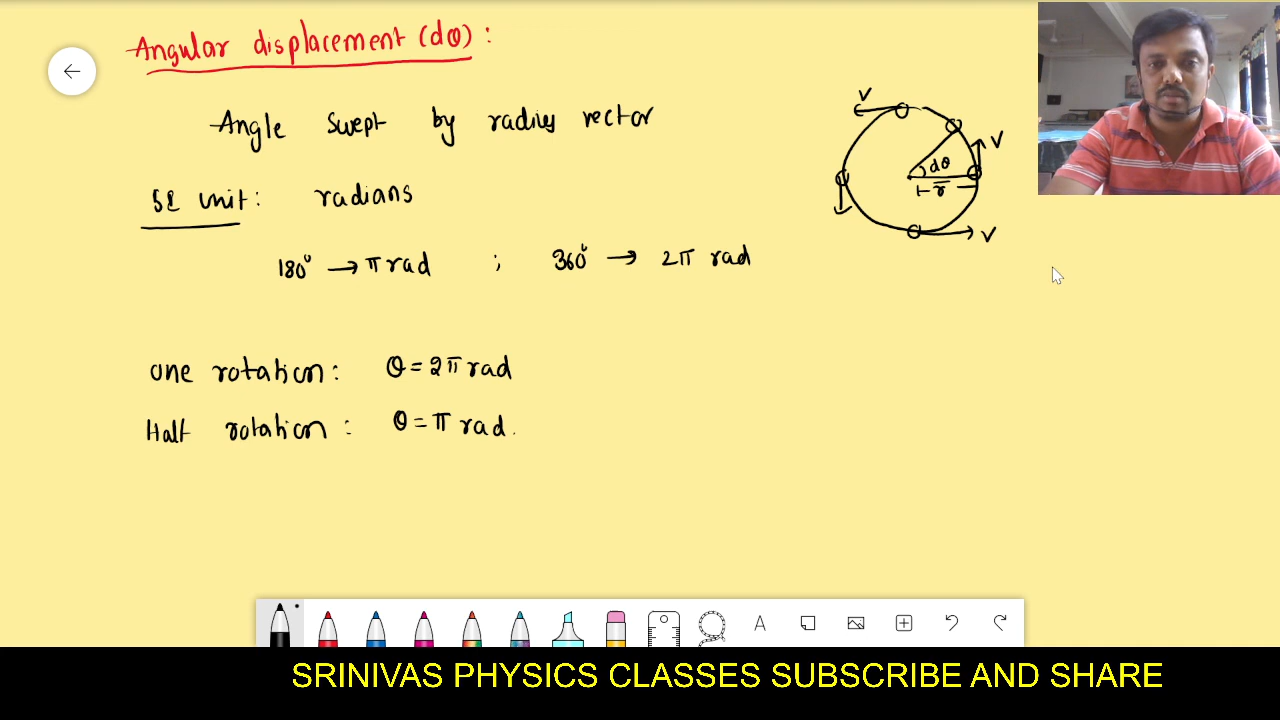 Angular displacement (dθ) :
Angle swept by radius vector
SI unit : radians
180° → π rad ; 360° → 2π rad
one rotation : θ = 2π rad
Half rotation : θ = π rad.
V
V
dθ
r
V
A
SRINIVAS PHYSICS CLASSES SUBSCRIBE AND SHARE